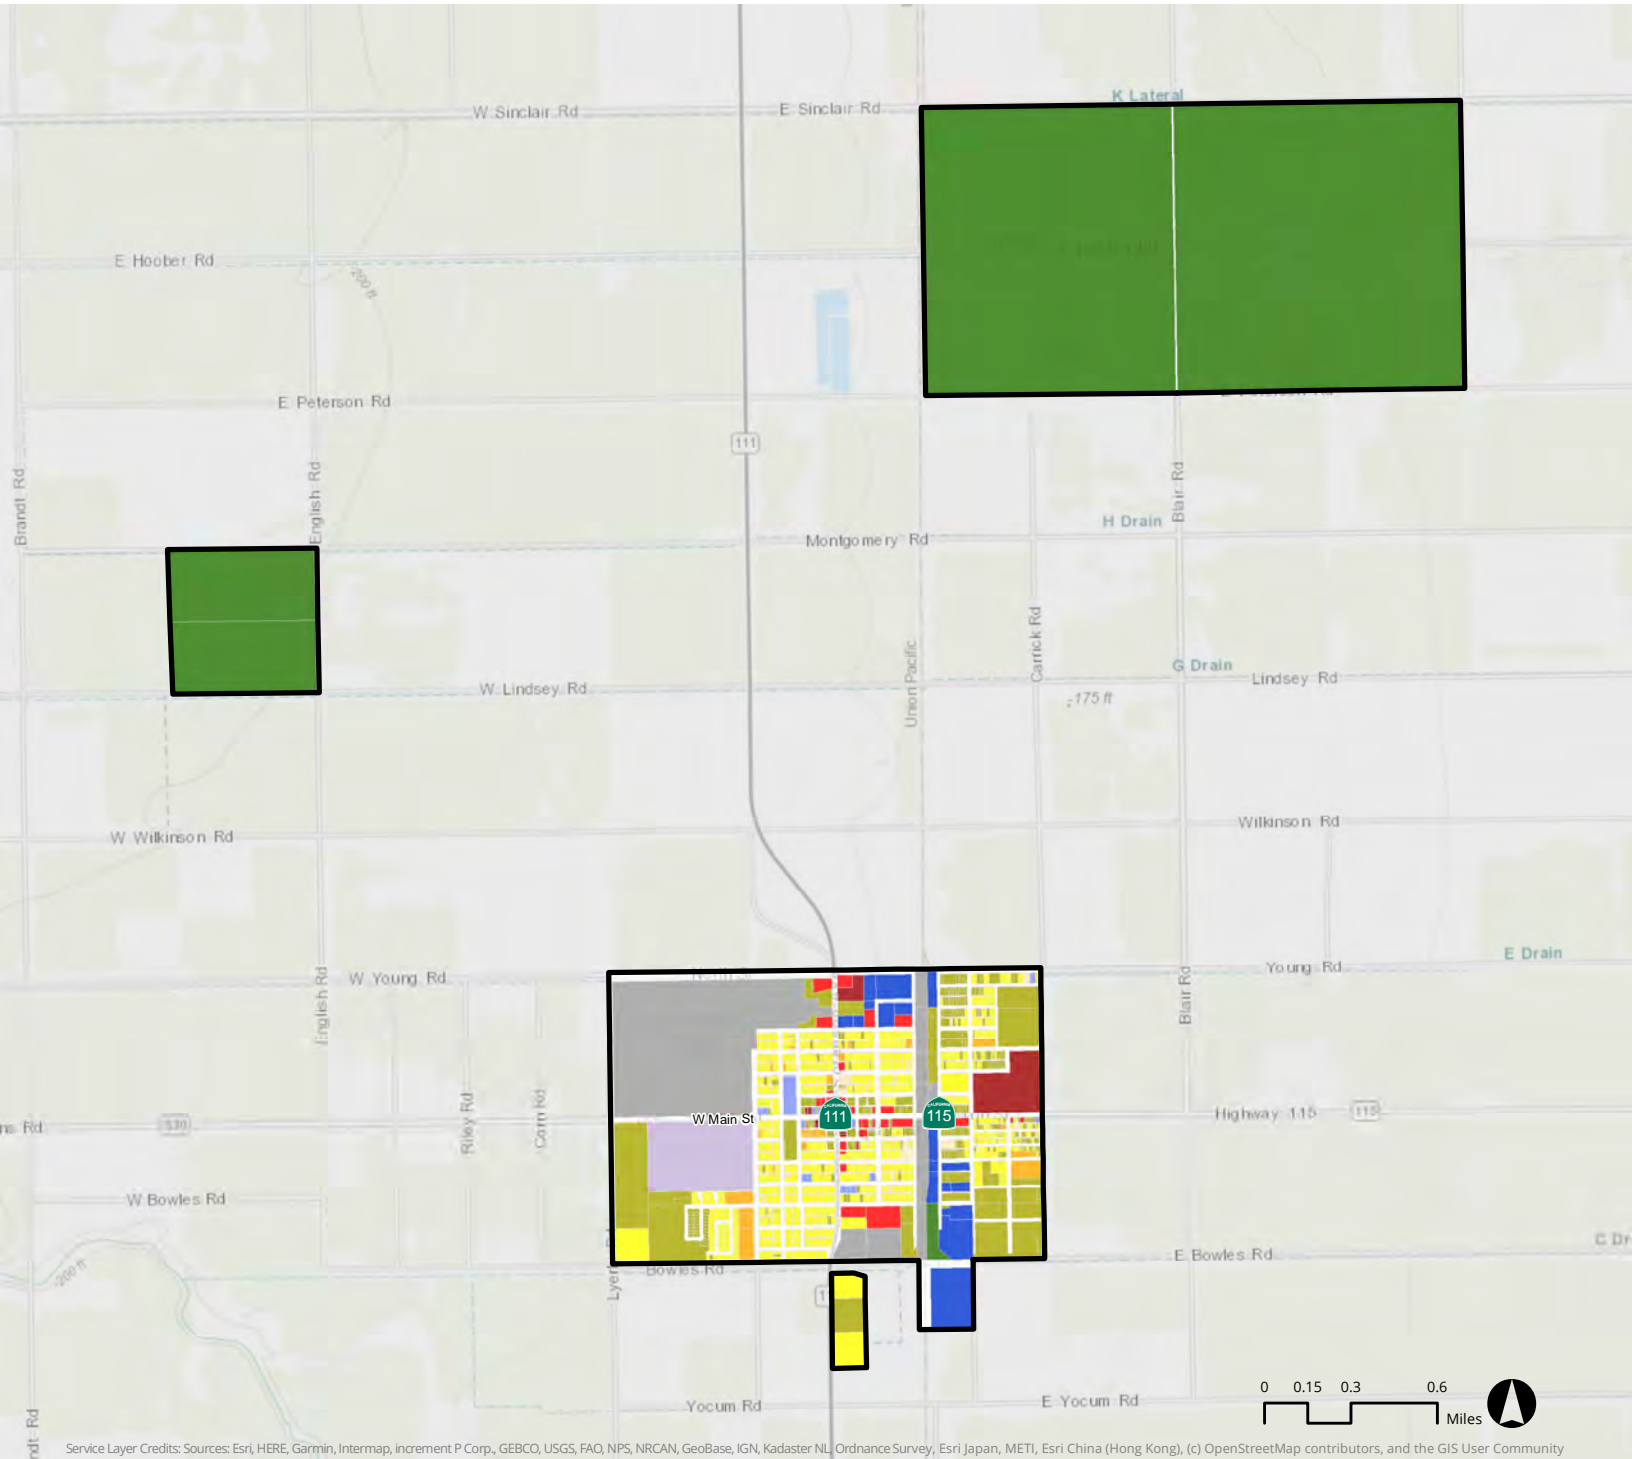 K Lateral
W Sinclair Rd
E Sinclair Rd
E Hoober Rd
200 ft
E Peterson Rd
111
Brandt Rd
English Rd
Blair Rd
H Drain
Montgomery Rd
Carrick Rd
Union Pacific
G Drain
W Lindsey Rd
Lindsey Rd
-175 ft
W Wilkinson Rd
Wilkinson Rd
E Drain
W Young Rd
Young Rd
English Rd
Blair Rd
Riley Rd
Corn Rd
W Main St
CALIFORNIA
111
CALIFORNIA
115
Highway 115
115
Rd
S30
W Bowles Rd
E Bowles Rd
Bowles Rd
-200 ft
Yocum Rd
E Yocum Rd
0 0.15 0.3 0.6
Miles
Service Layer Credits: Sources: Esri, HERE, Garmin, Intermap, increment P Corp., GEBCO, USGS, FAO, NPS, NRCAN, GeoBase, IGN, Kadaster NL, Ordnance Survey, Esri Japan, METI, Esri China (Hong Kong), (c) OpenStreetMap contributors, and the GIS User Community